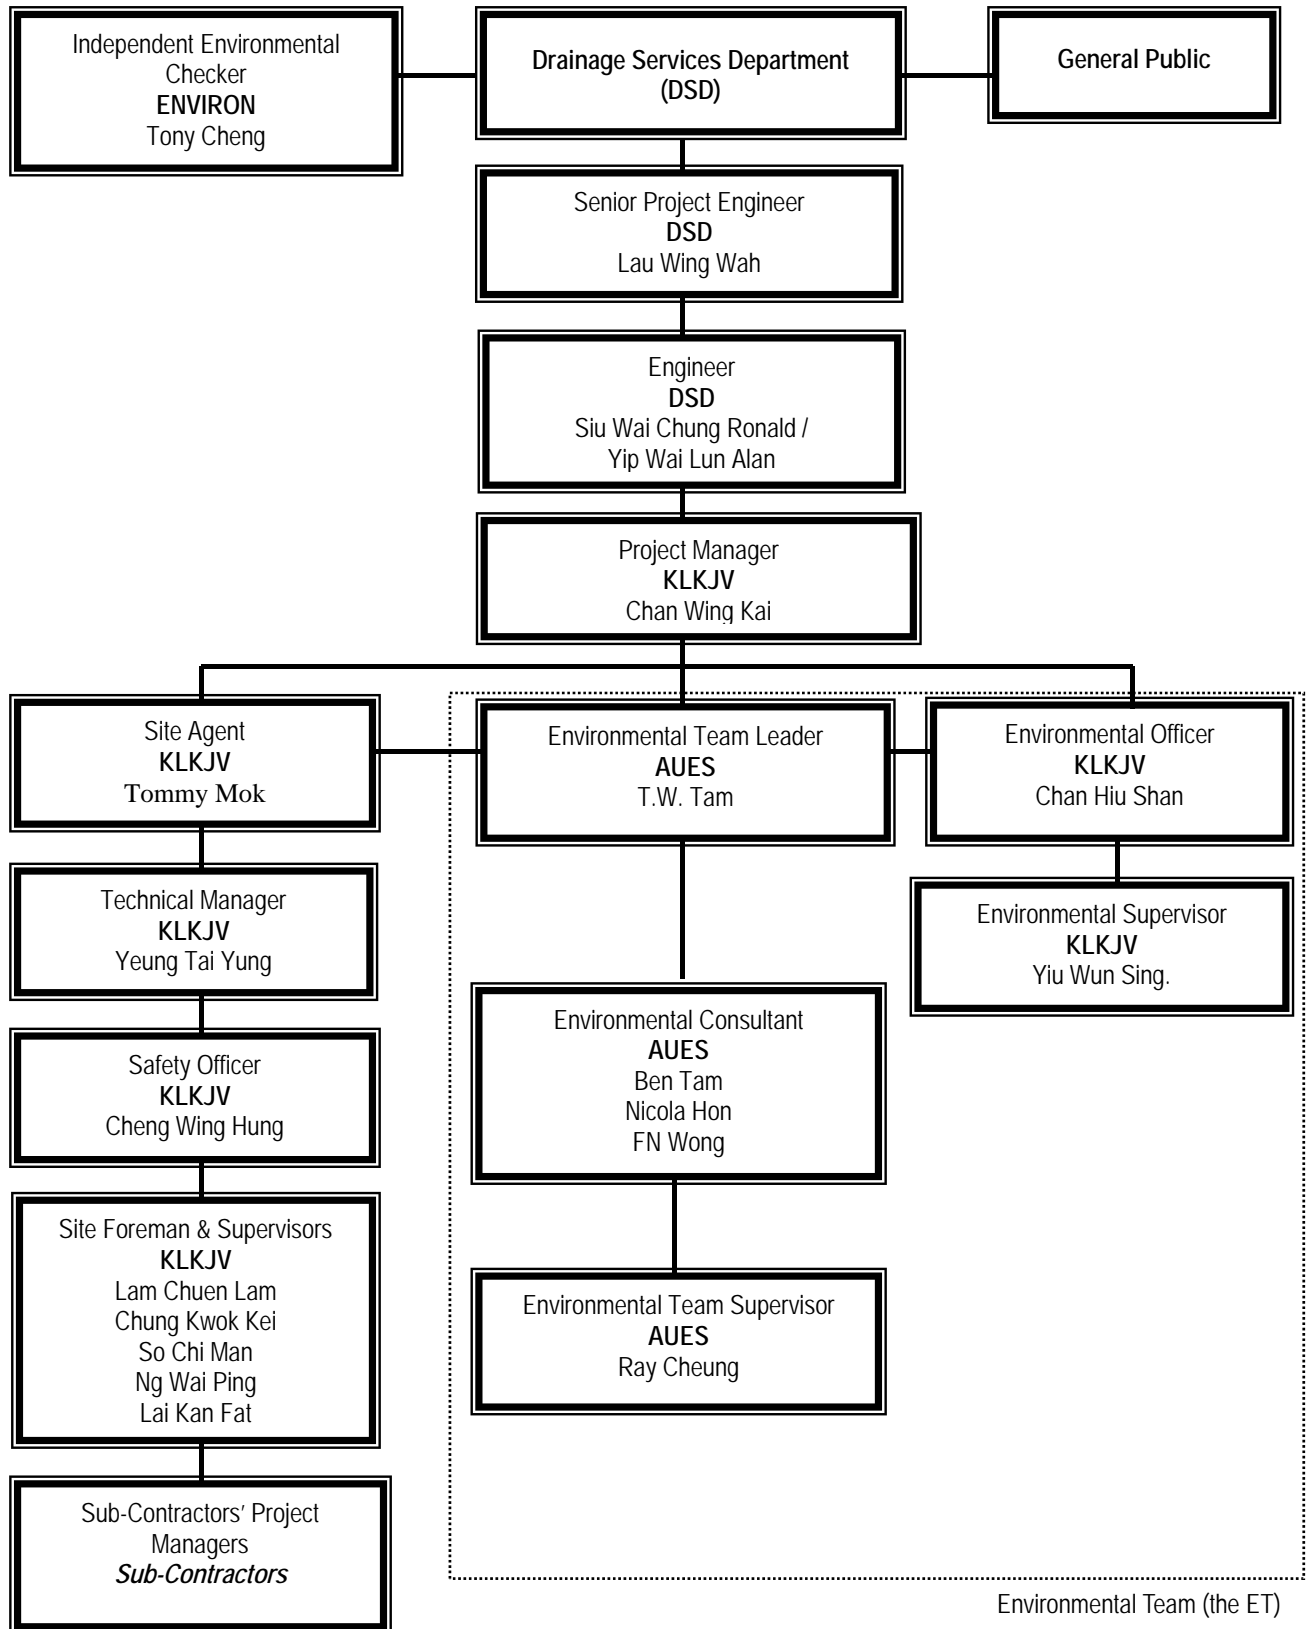 Independent Environmental
Checker
ENVIRON
Tony Cheng
Drainage Services Department
(DSD)
General Public
Senior Project Engineer
DSD
Lau Wing Wah
Engineer
DSD
Siu Wai Chung Ronald /
Yip Wai Lun Alan
Project Manager
KLKJV
Chan Wing Kai
Site Agent
KLKJV
Tommy Mok
Environmental Team Leader
AUES
T.W. Tam
Environmental Officer
KLKJV
Chan Hiu Shan
Technical Manager
KLKJV
Yeung Tai Yung
Environmental Supervisor
KLKJV
Yiu Wun Sing.
Safety Officer
KLKJV
Cheng Wing Hung
Environmental Consultant
AUES
Ben Tam
Nicola Hon
FN Wong
Site Foreman & Supervisors
KLKJV
Lam Chuen Lam
Chung Kwok Kei
So Chi Man
Ng Wai Ping
Lai Kan Fat
Environmental Team Supervisor
AUES
Ray Cheung
Sub-Contractors’ Project
Managers
Sub-Contractors
Environmental Team (the ET)